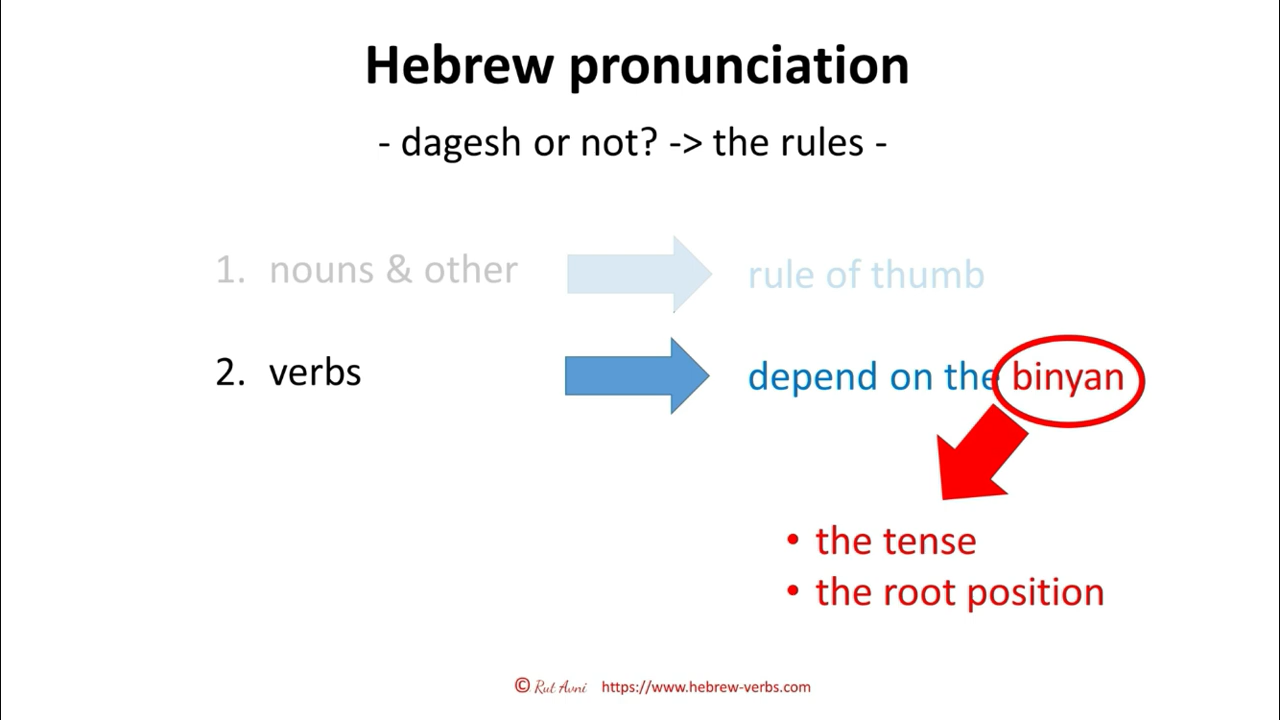 Hebrew pronunciation
- dagesh or not? -> the rules -
1. nouns & other rule of thumb
2. verbs depend on the binyan
• the tense
• the root position
© Rut Avni https://www.hebrew-verbs.com